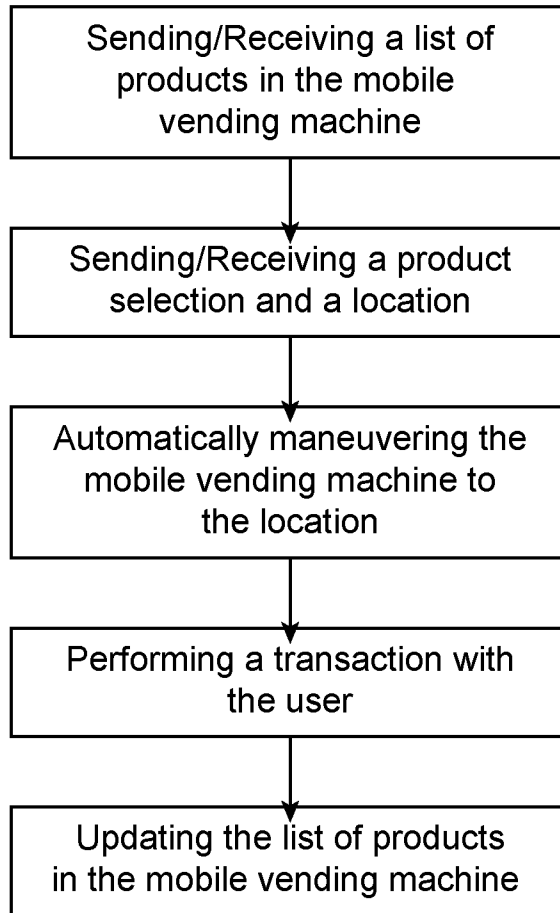 Sending/Receiving a list of
products in the mobile
vending machine
Sending/Receiving a product
selection and a location
Automatically maneuvering the
mobile vending machine to
the location
Performing a transaction with
the user
Updating the list of products
in the mobile vending machine